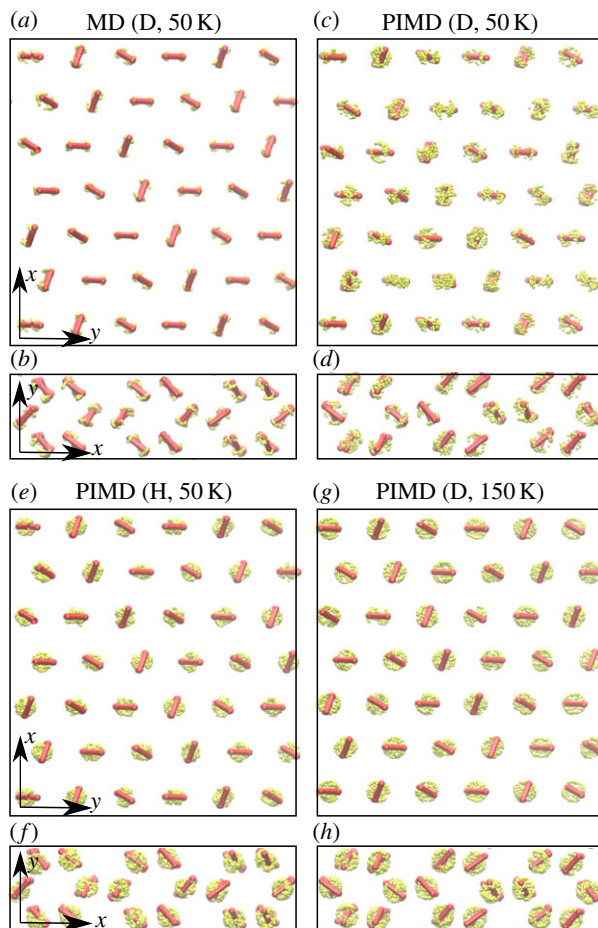 (a) MD (D, 50 K) (c) PIMD (D, 50 K)
x
y
(b) (d)
y
x
PIMD (H, 50 K) PIMD (D, 150 K)
(e) (g)
x
y
(f) (h)
y
x